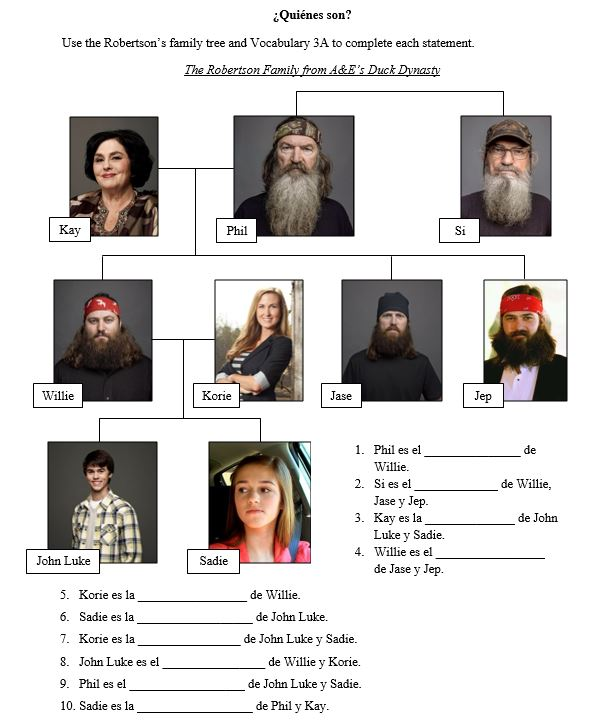 ¿Quiénes son?
Use the Robertson's family tree and Vocabulary 3A to complete each statement.
The Robertson Family from A&E's Duck Dynasty
Kay
Phil
Si
Willie
Korie
Jase
Jep
John Luke
Sadie
1. Phil es el ________________ de
Willie.
2. Si es el ______________ de Willie,
Jase y Jep.
3. Kay es la _______________ de John
Luke y Sadie.
4. Willie es el __________________
de Jase y Jep.
5. Korie es la __________________ de Willie.
6. Sadie es la ___________________ de John Luke.
7. Korie es la _________________ de John Luke y Sadie.
8. John Luke es el _________________ de Willie y Korie.
9. Phil es el ___________________ de John Luke y Sadie.
10. Sadie es la ___________________ de Phil y Kay.